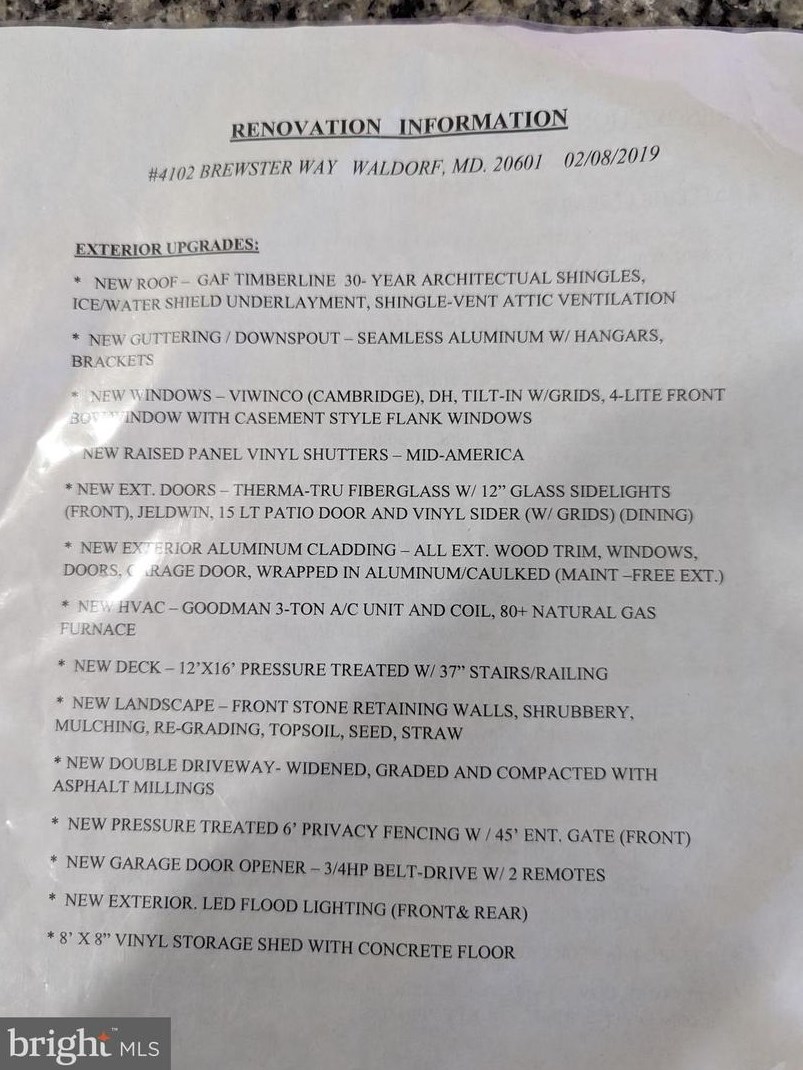 RENOVATION INFORMATION
#4102 BREWSTER WAY WALDORF, MD. 20601 02/08/2019
EXTERIOR UPGRADES:
* NEW ROOF – GAF TIMBERLINE 30- YEAR ARCHITECTUAL SHINGLES,
ICE/WATER SHIELD UNDERLAYMENT, SHINGLE-VENT ATTIC VENTILATION
* NEW GUTTERING / DOWNSPOUT – SEAMLESS ALUMINUM W/ HANGARS,
BRACKETS
* NEW WINDOWS – VIWINCO (CAMBRIDGE), DH, TILT-IN W/GRIDS, 4-LITE FRONT
WINDOW WITH CASEMENT STYLE FLANK WINDOWS
NEW RAISED PANEL VINYL SHUTTERS – MID-AMERICA
* NEW EXT. DOORS – THERMA-TRU FIBERGLASS W/ 12” GLASS SIDELIGHTS
(FRONT), JELDWIN, 15 LT PATIO DOOR AND VINYL SIDER (W/ GRIDS) (DINING)
* NEW EXTERIOR ALUMINUM CLADDING – ALL EXT. WOOD TRIM, WINDOWS,
DOORS, GARAGE DOOR, WRAPPED IN ALUMINUM/CAULKED (MAINT –FREE EXT.)
* NEW HVAC – GOODMAN 3-TON A/C UNIT AND COIL, 80+ NATURAL GAS
FURNACE
* NEW DECK – 12’X16’ PRESSURE TREATED W/ 37” STAIRS/RAILING
* NEW LANDSCAPE – FRONT STONE RETAINING WALLS, SHRUBBERY,
MULCHING, RE-GRADING, TOPSOIL, SEED, STRAW
* NEW DOUBLE DRIVEWAY- WIDENED, GRADED AND COMPACTED WITH
ASPHALT MILLINGS
* NEW PRESSURE TREATED 6’ PRIVACY FENCING W / 45’ ENT. GATE (FRONT)
* NEW GARAGE DOOR OPENER – 3/4HP BELT-DRIVE W/ 2 REMOTES
* NEW EXTERIOR. LED FLOOD LIGHTING (FRONT& REAR)
* 8’ X 8” VINYL STORAGE SHED WITH CONCRETE FLOOR
bright™ MLS